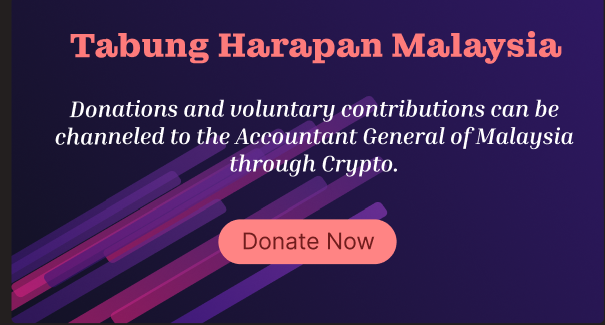 Tabung Harapan Malaysia
Donations and voluntary contributions can be
channeled to the Accountant General of Malaysia
through Crypto.
Donate Now